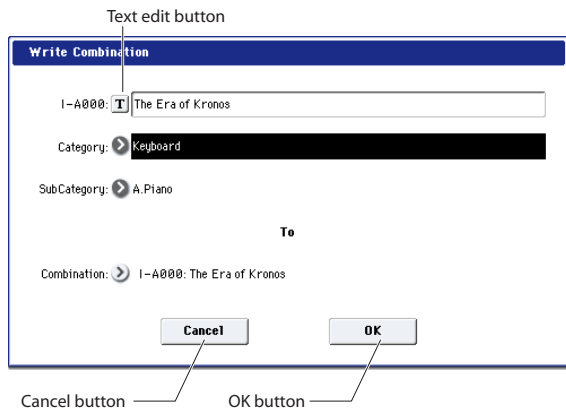 Text edit button
Write Combination
I-A000: T The Era of Kronos
Category: Keyboard
SubCategory: A.Piano
To
Combination: I-A000: The Era of Kronos
Cancel OK
Cancel button OK button